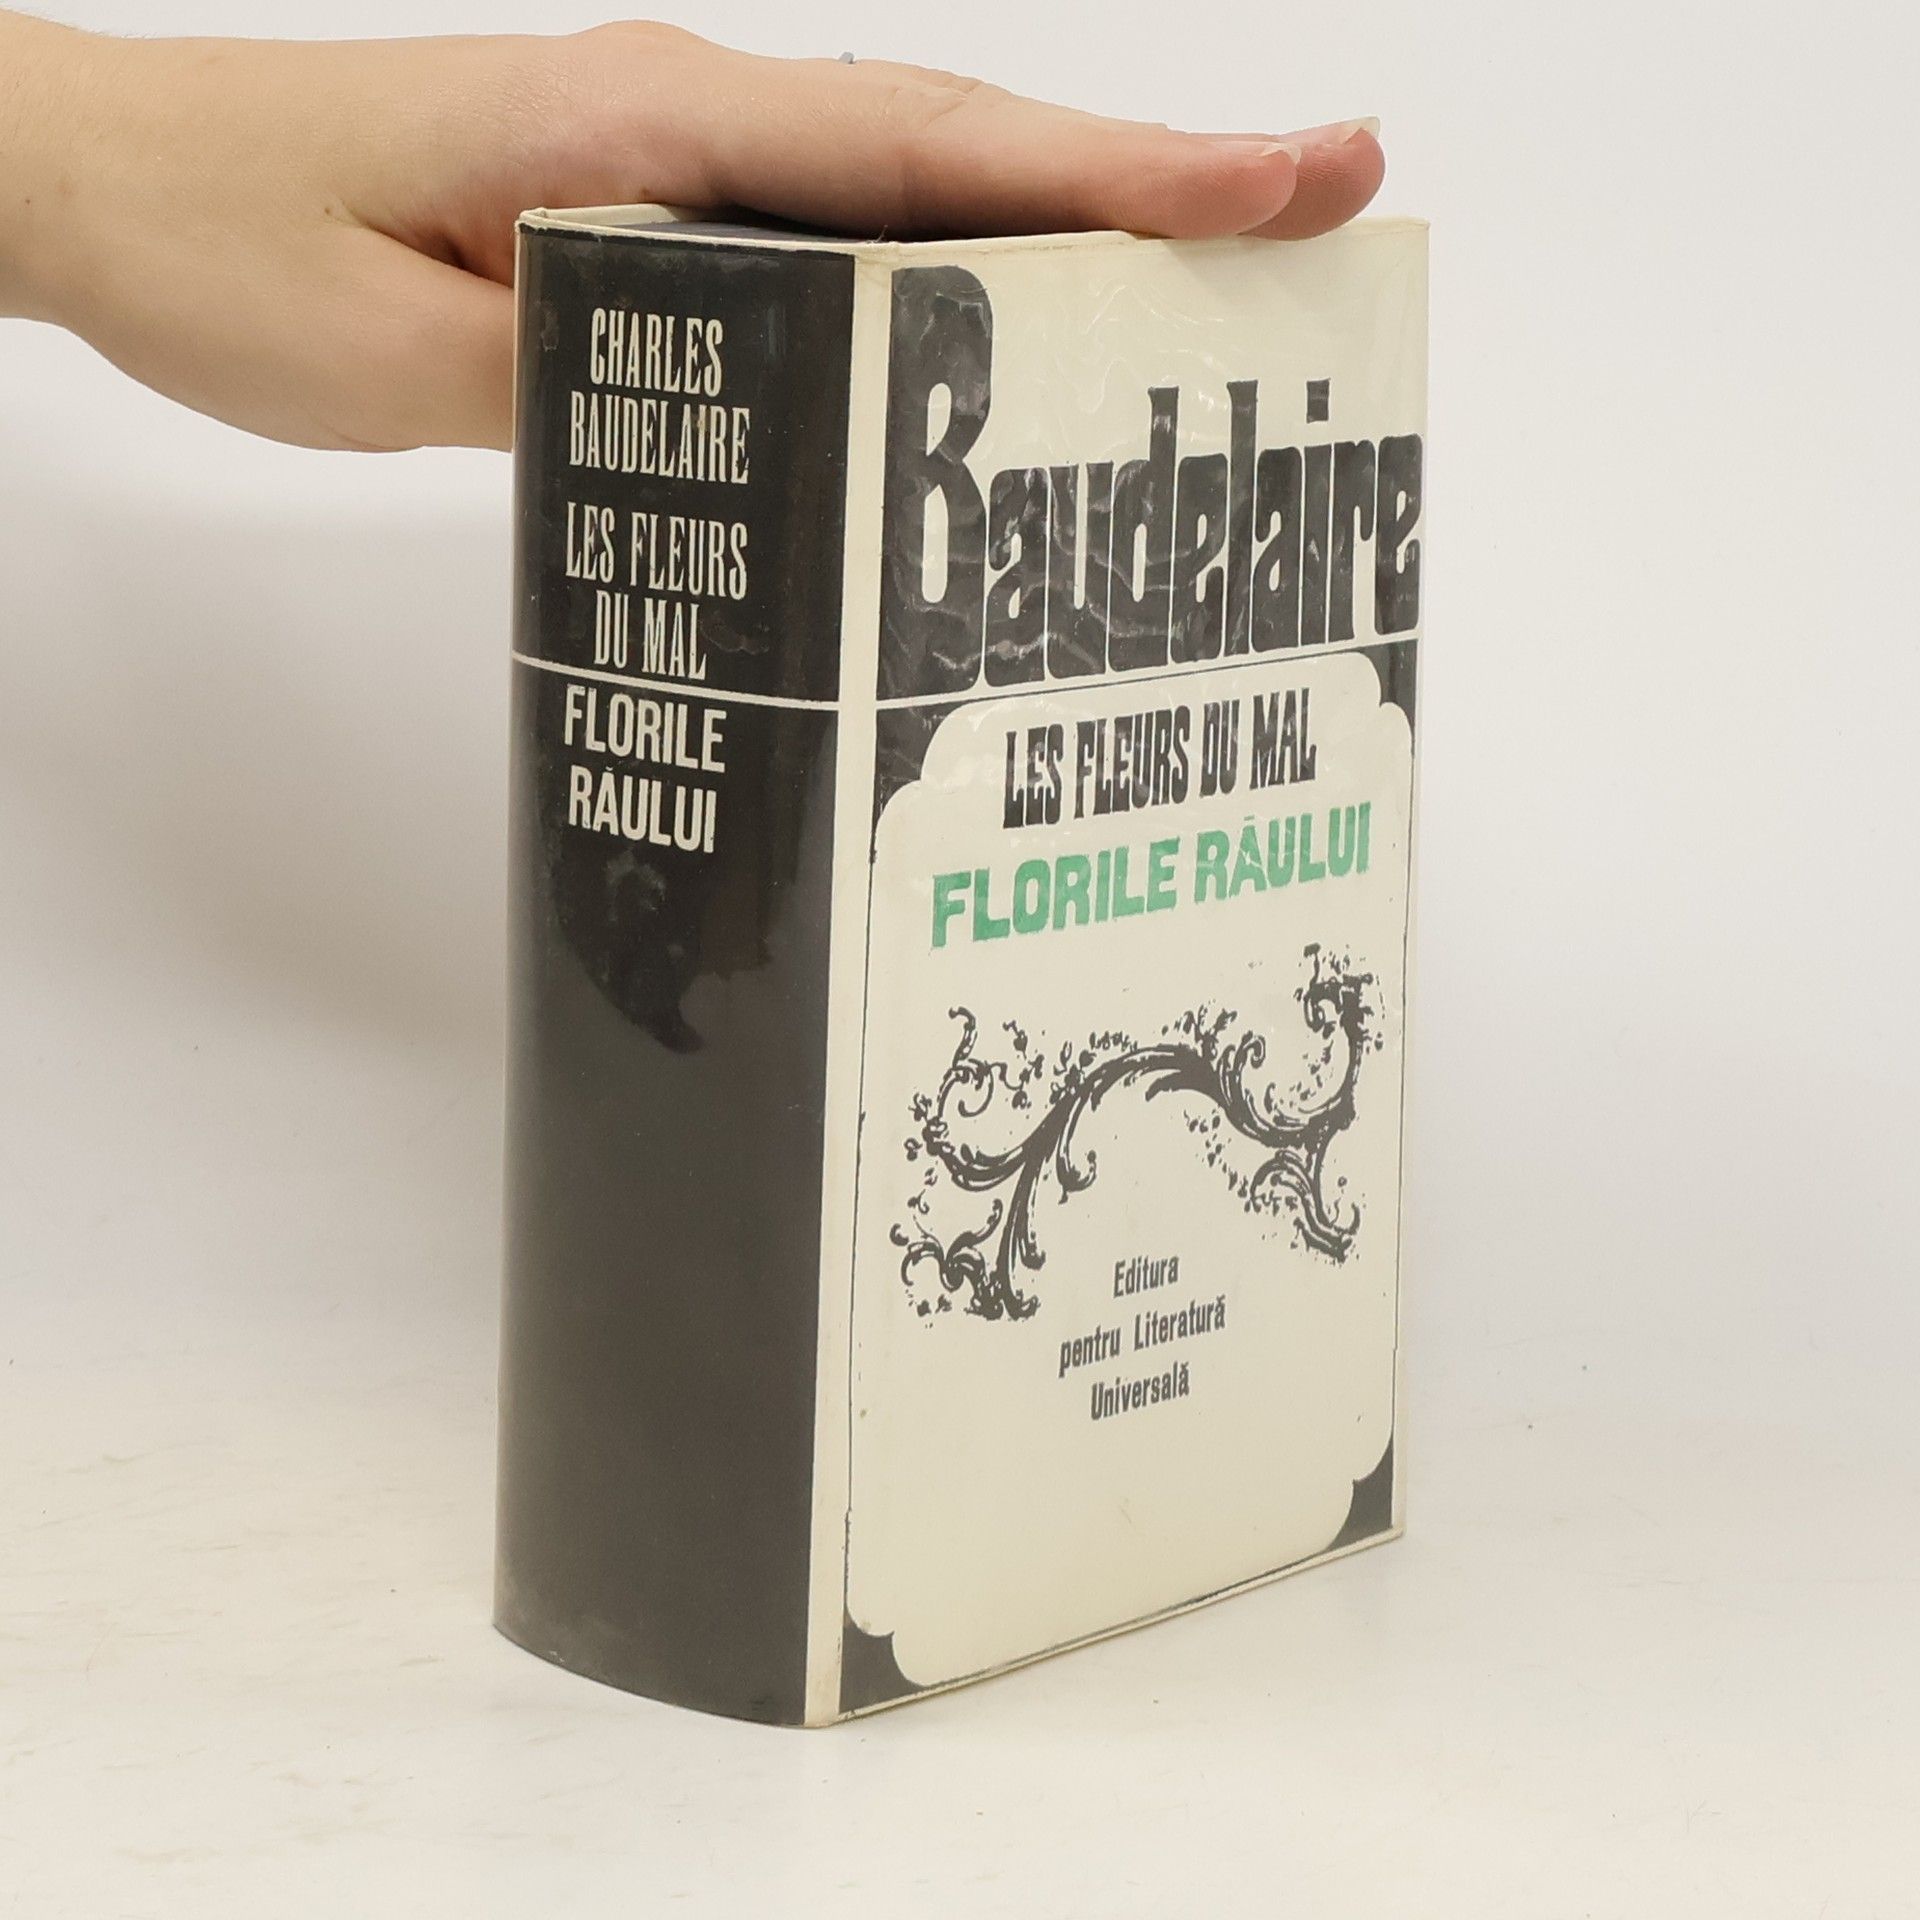 CHARLES
BAUDELAIRE
LES FLEURS
DU MAL
FLORILE
RĂULUI
Baudelaire
LES FLEURS DU MAL
FLORILE RĂULUI
Editura
pentru Literatură
Universală